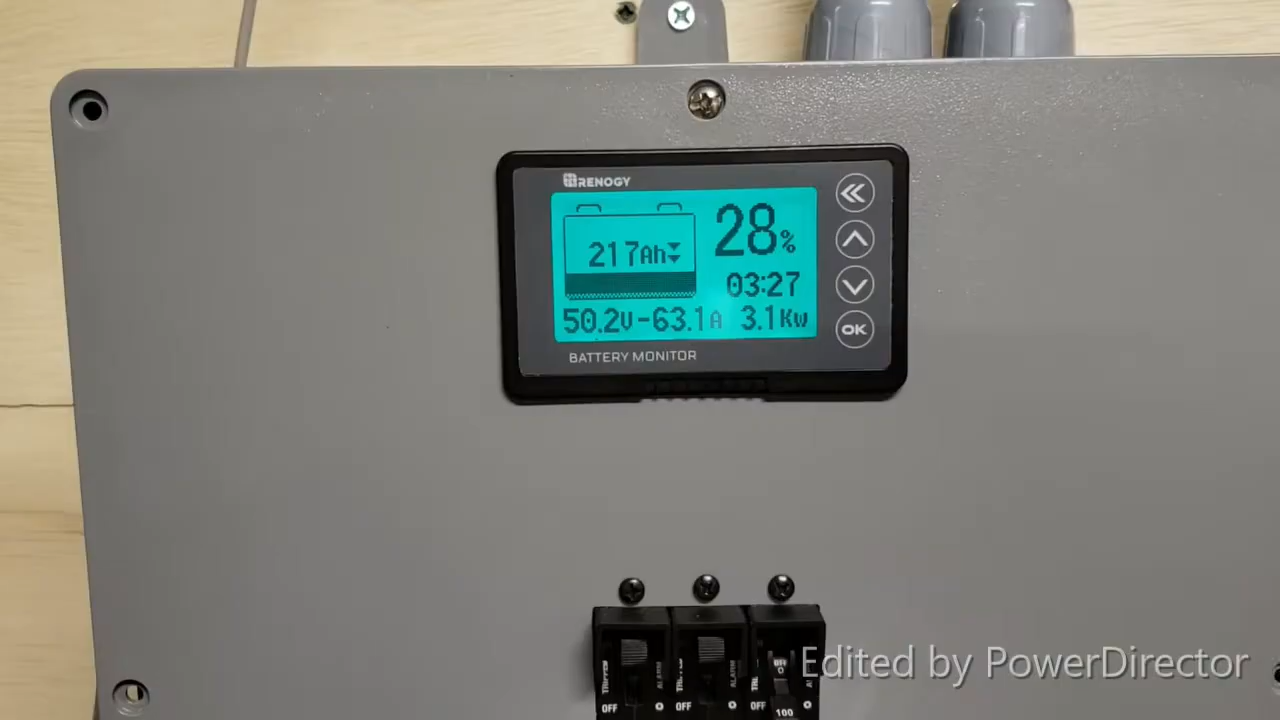 RENOGY
217Ah
28%
03:27
50.2V -63.1A 3.1Kw
OK
BATTERY MONITOR
OFF
OFF
ALARM
OFF
100
Edited by PowerDirector